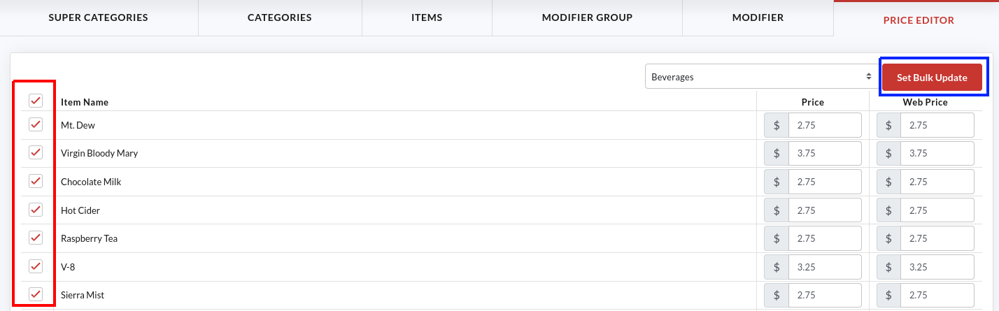 SUPER CATEGORIES CATEGORIES ITEMS MODIFIER GROUP MODIFIER PRICE EDITOR
Beverages Set Bulk Update
Item Name Price Web Price
Mt. Dew $ 2.75 $ 2.75
Virgin Bloody Mary $ 3.75 $ 3.75
Chocolate Milk $ 2.75 $ 2.75
Hot Cider $ 2.75 $ 2.75
Raspberry Tea $ 2.75 $ 2.75
V-8 $ 3.25 $ 3.25
Sierra Mist $ 2.75 $ 2.75